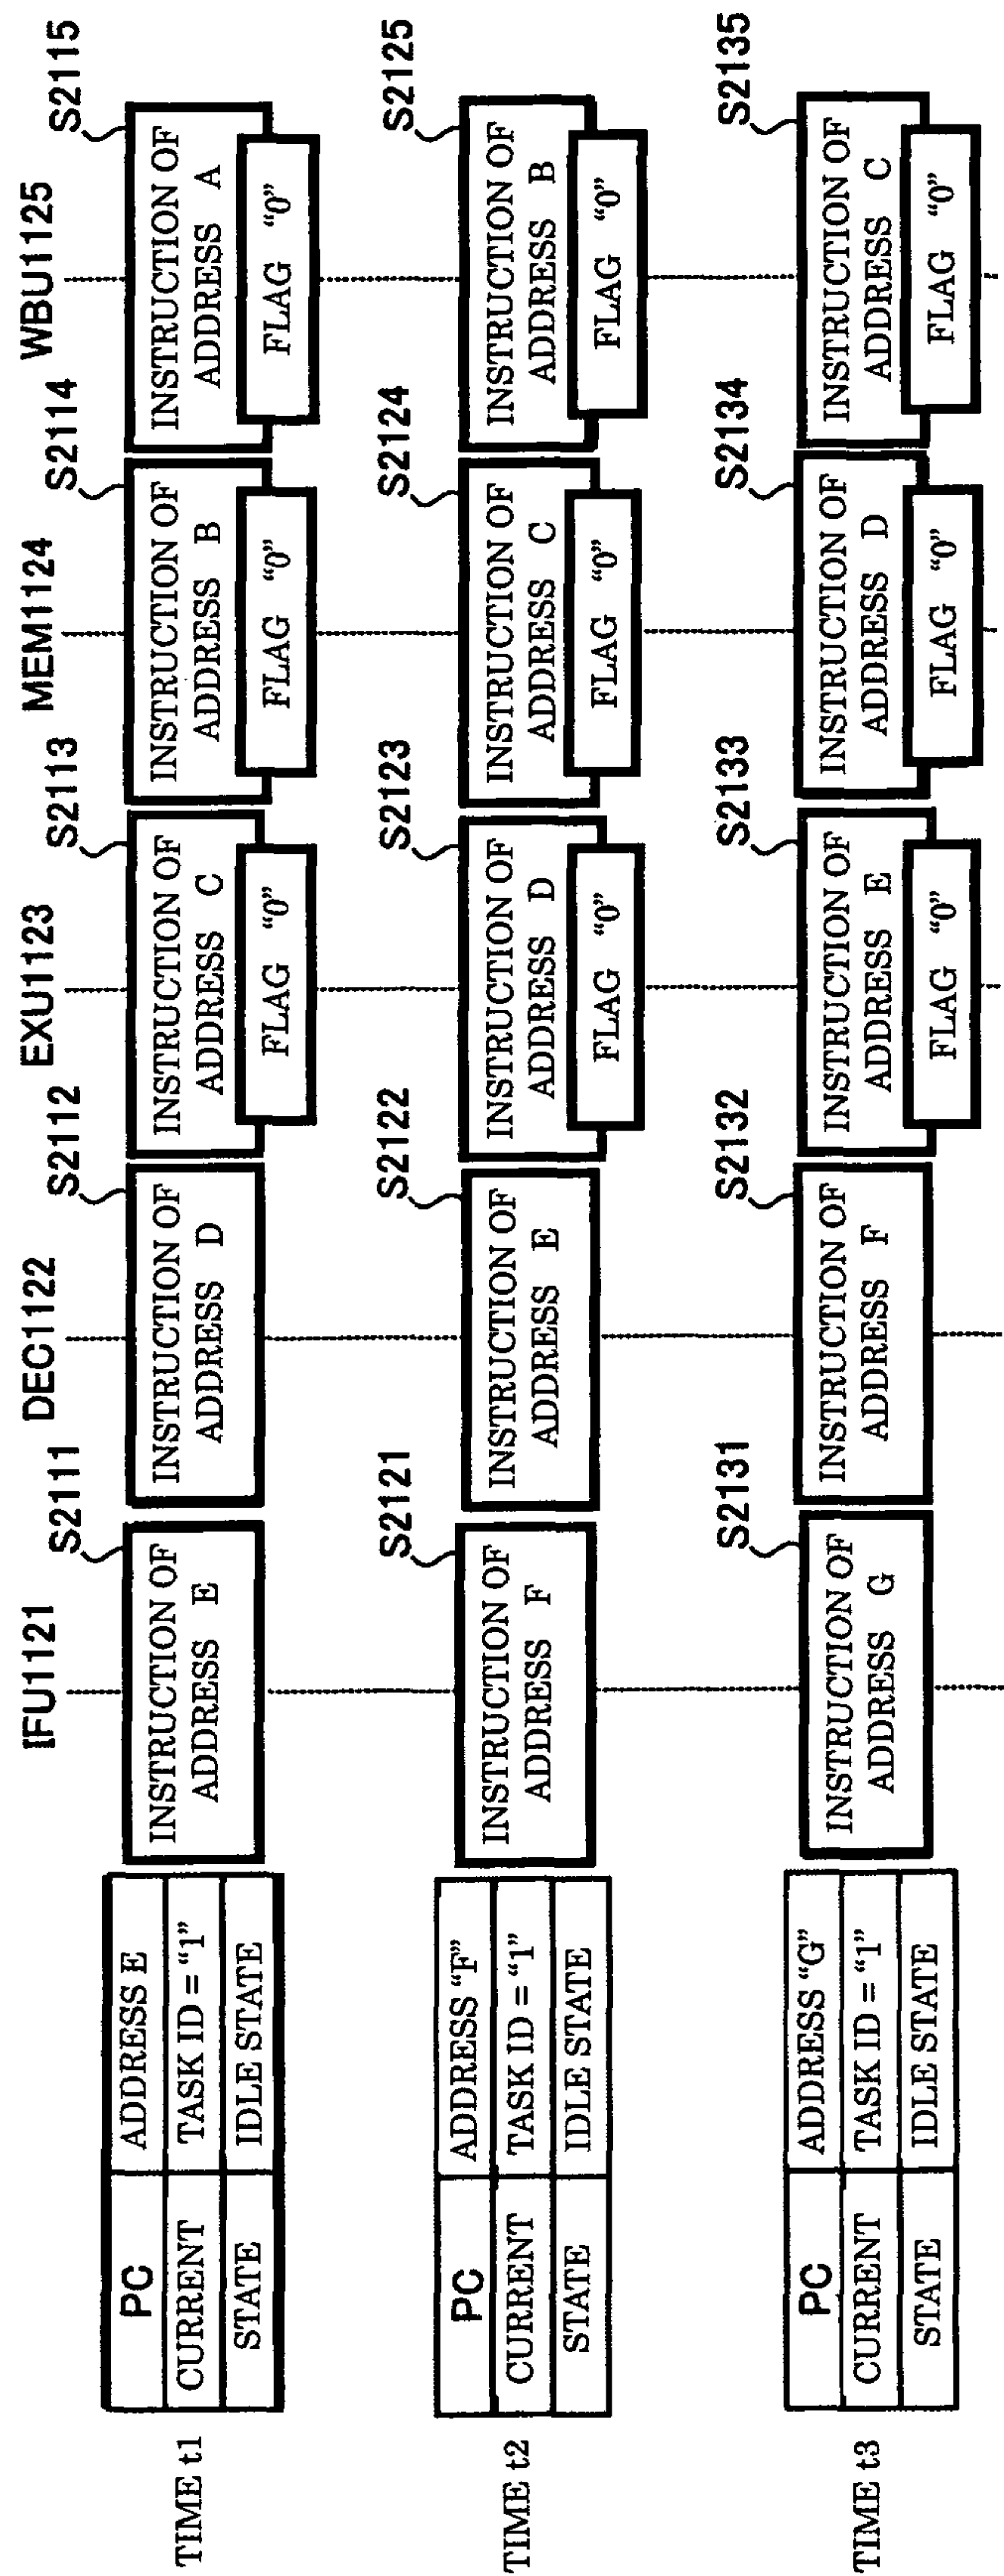 IFU1121 DEC1122 EXU1123 MEM1124 WBU1125
S2111 S2112 S2113 S2114 S2115
TIME t1
PC ADDRESS E
CURRENT TASK ID = “1”
STATE IDLE STATE
INSTRUCTION OF
ADDRESS E
INSTRUCTION OF
ADDRESS D
INSTRUCTION OF
ADDRESS C
FLAG “0”
INSTRUCTION OF
ADDRESS B
FLAG “0”
INSTRUCTION OF
ADDRESS A
FLAG “0”
S2121 S2122 S2123 S2124 S2125
TIME t2
PC ADDRESS “F”
CURRENT TASK ID = “1”
STATE IDLE STATE
INSTRUCTION OF
ADDRESS F
INSTRUCTION OF
ADDRESS E
INSTRUCTION OF
ADDRESS D
FLAG “0”
INSTRUCTION OF
ADDRESS C
FLAG “0”
INSTRUCTION OF
ADDRESS B
FLAG “0”
S2131 S2132 S2133 S2134 S2135
TIME t3
PC ADDRESS “G”
CURRENT TASK ID = “1”
STATE IDLE STATE
INSTRUCTION OF
ADDRESS G
INSTRUCTION OF
ADDRESS F
INSTRUCTION OF
ADDRESS E
FLAG “0”
INSTRUCTION OF
ADDRESS D
FLAG “0”
INSTRUCTION OF
ADDRESS C
FLAG “0”